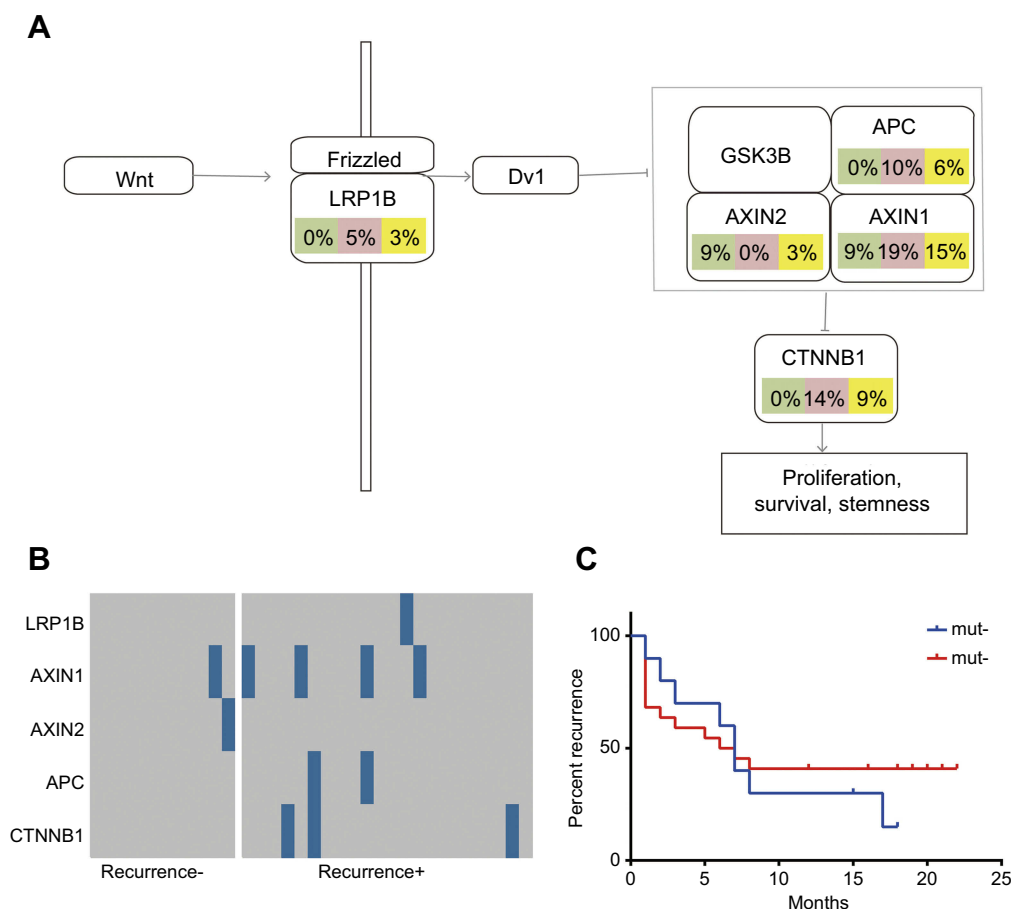 A
Wnt
Frizzled
LRP1B
0% 5% 3%
Dv1
GSK3B
APC
0% 10% 6%
AXIN2
9% 0% 3%
AXIN1
9% 19% 15%
CTNNB1
0% 14% 9%
Proliferation,
survival, stemness
B
LRP1B
AXIN1
AXIN2
APC
CTNNB1
Recurrence-
Recurrence+
C
mut-
mut-
Percent recurrence
100
50
0
0 5 10 15 20 25
Months